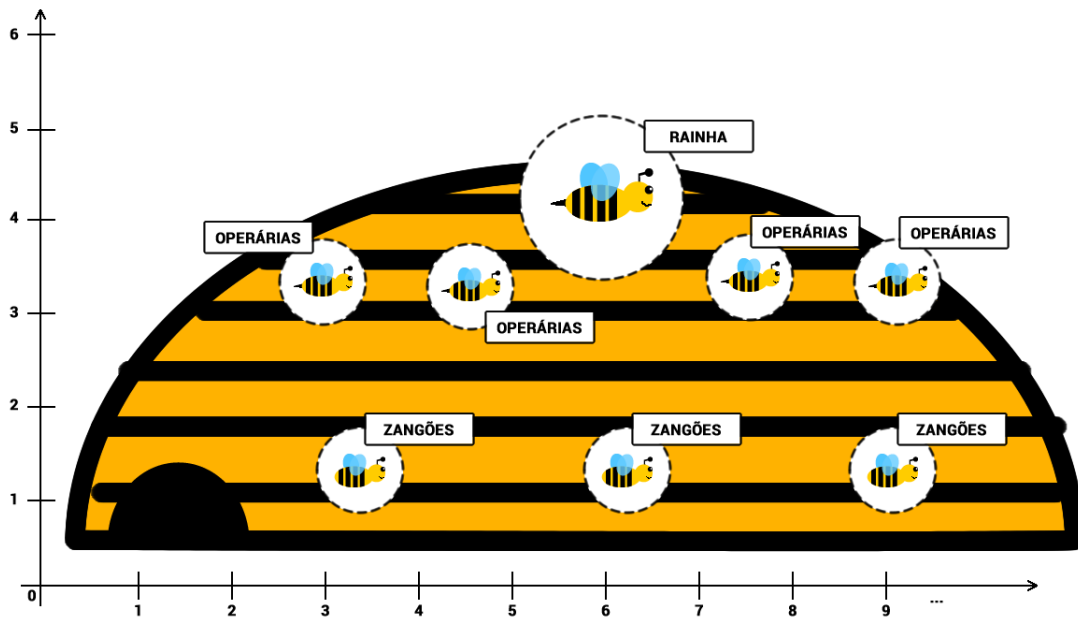 6
5
RAINHA
4
OPERÁRIAS
OPERÁRIAS
OPERÁRIAS
3
OPERÁRIAS
2
ZANGÕES
ZANGÕES
ZANGÕES
1
0
1
2
3
4
5
6
7
8
9
...